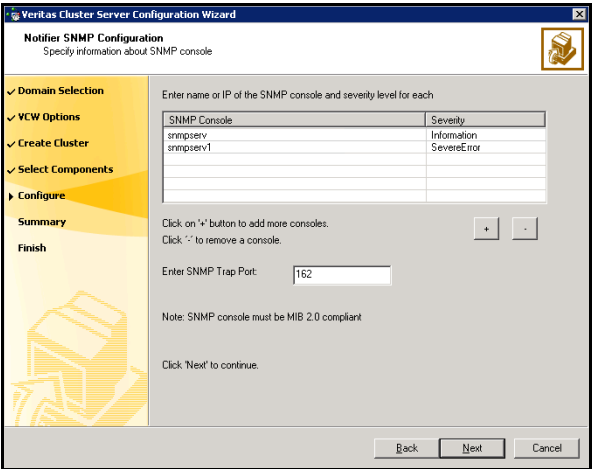 Veritas Cluster Server Configuration Wizard
Notifier SNMP Configuration
Specify information about SNMP console
Domain Selection
VCW Options
Create Cluster
Select Components
Configure
Summary
Finish
Enter name or IP of the SNMP console and severity level for each
SNMP Console Severity
snmpserv Information
snmpserv1 SevereError
Click on '+' button to add more consoles.
Click '-' to remove a console.
+ -
Enter SNMP Trap Port: 162
Note: SNMP console must be MIB 2.0 compliant
Click 'Next' to continue.
Back Next Cancel